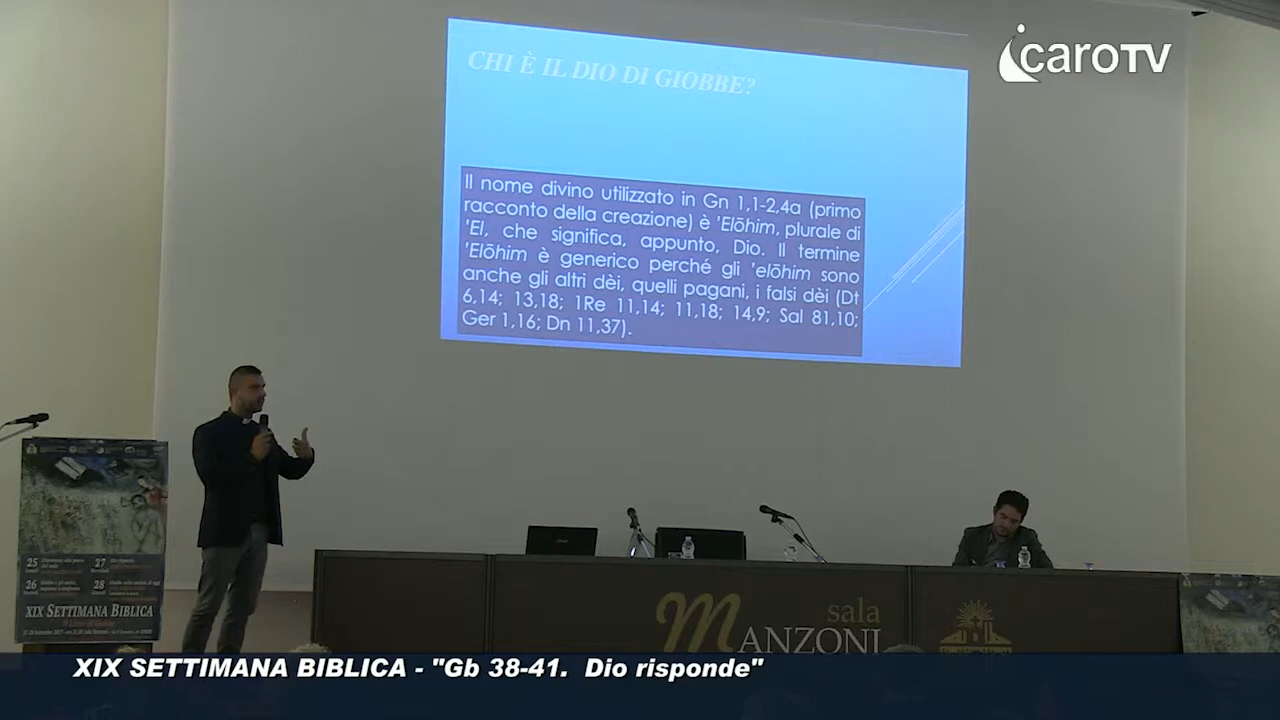 icaroTV
CHI È IL DIO DI GIOBBE?
Il nome divino utilizzato in Gn 1,1-2,4a (primo
racconto della creazione) è 'Elōhim, plurale di
'El, che significa, appunto, Dio. Il termine
'Elōhim è generico perché gli 'elōhim sono
anche gli altri dèi, quelli pagani, i falsi dèi (Dt
6,14; 13,18; 1Re 11,14; 11,18; 14,9; Sal 81,10;
Ger 1,16; Dn 11,37).
25
27
26
28
XIX SETTIMANA BIBLICA
sala
MANZONI
XIX SETTIMANA BIBLICA - "Gb 38-41. Dio risponde"